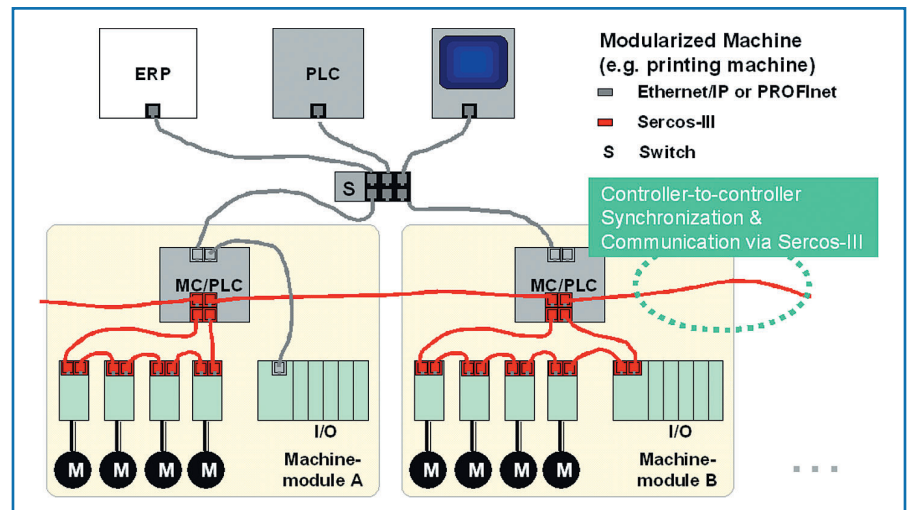 ERP
PLC
Modularized Machine
(e.g. printing machine)
Ethernet/IP or PROFInet
Sercos-III
S Switch
S
Controller-to-controller
Synchronization &
Communication via Sercos-III
MC/PLC
MC/PLC
I/O
I/O
M M M M
Machine-
module A
M M M M
Machine-
module B
...